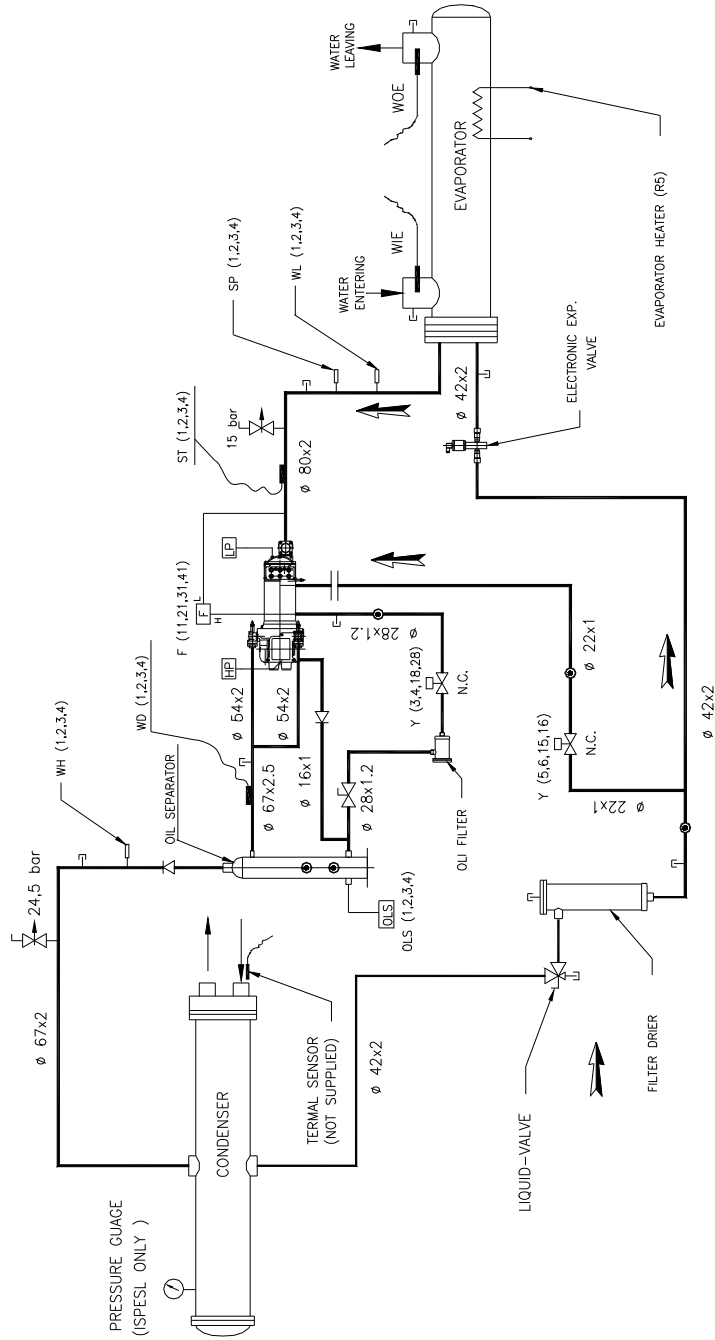 PRESSURE GUAGE
(ISPESL ONLY )
CONDENSER
ø 67x2
24,5 bar
WH (1,2,3,4)
OIL SEPARATOR
WD (1,2,3,4)
TERMAL SENSOR
(NOT SUPPLIED)
ø 42x2
LIQUID-VALVE
FILTER DRIER
OLS
OLS (1,2,3,4)
ø 67x2.5
ø 54x2
ø 54x2
ø 16x1
ø 28x1.2
OLI FILTER
Y (3,4,18,28)
N.C.
ø 28x1.2
HP
LP
F
L
H
F (11,21,31,41)
ST (1,2,3,4)
15 bar
ø 80x2
SP (1,2,3,4)
WL (1,2,3,4)
Y (5,6,15,16)
N.C.
ø 22x1
ø 22x1
ø 42x2
ø 42x2
ELECTRONIC EXP.
VALVE
WATER
ENTERING
WIE
EVAPORATOR
WOE
WATER
LEAVING
EVAPORATOR HEATER (R5)